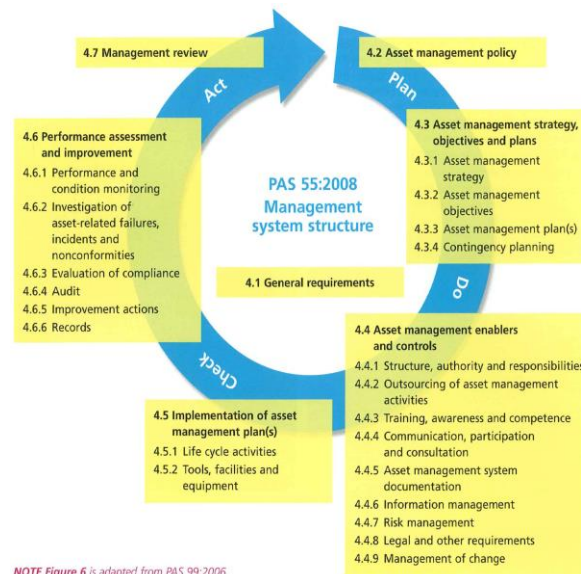 4.7 Management review
4.2 Asset management policy
Act
Plan
4.6 Performance assessment
and improvement
4.6.1 Performance and
condition monitoring
4.6.2 Investigation of
asset-related failures,
incidents and
nonconformities
4.6.3 Evaluation of compliance
4.6.4 Audit
4.6.5 Improvement actions
4.6.6 Records
4.3 Asset management strategy,
objectives and plans
4.3.1 Asset management
strategy
4.3.2 Asset management
objectives
4.3.3 Asset management plan(s)
4.3.4 Contingency planning
PAS 55:2008
Management
system structure
4.1 General requirements
Do
Check
4.4 Asset management enablers
and controls
4.4.1 Structure, authority and responsibilities
4.4.2 Outsourcing of asset management
activities
4.4.3 Training, awareness and competence
4.4.4 Communication, participation
and consultation
4.4.5 Asset management system
documentation
4.4.6 Information management
4.4.7 Risk management
4.4.8 Legal and other requirements
4.4.9 Management of change
4.5 Implementation of asset
management plan(s)
4.5.1 Life cycle activities
4.5.2 Tools, facilities and
equipment
NOTE Figure 6 is adapted from PAS 99:2006